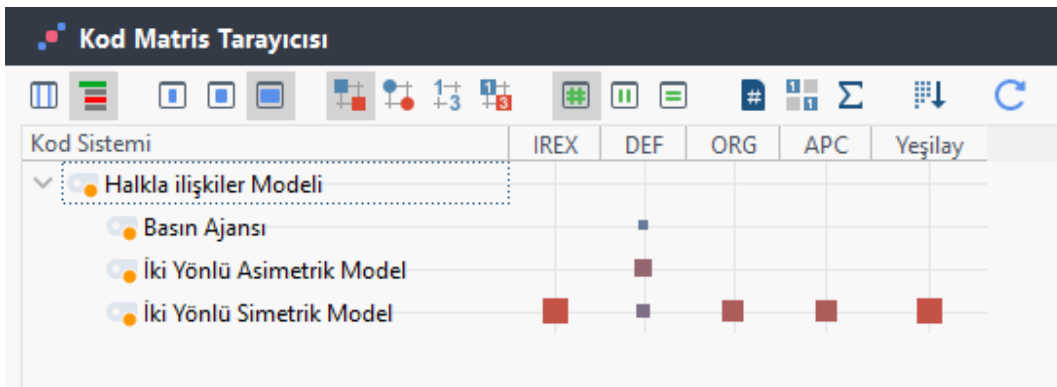 Kod Matris Tarayıcısı
Kod Sistemi IREX DEF ORG APC Yeşilay
Halkla ilişkiler Modeli
Basın Ajansı
İki Yönlü Asimetrik Model
İki Yönlü Simetrik Model